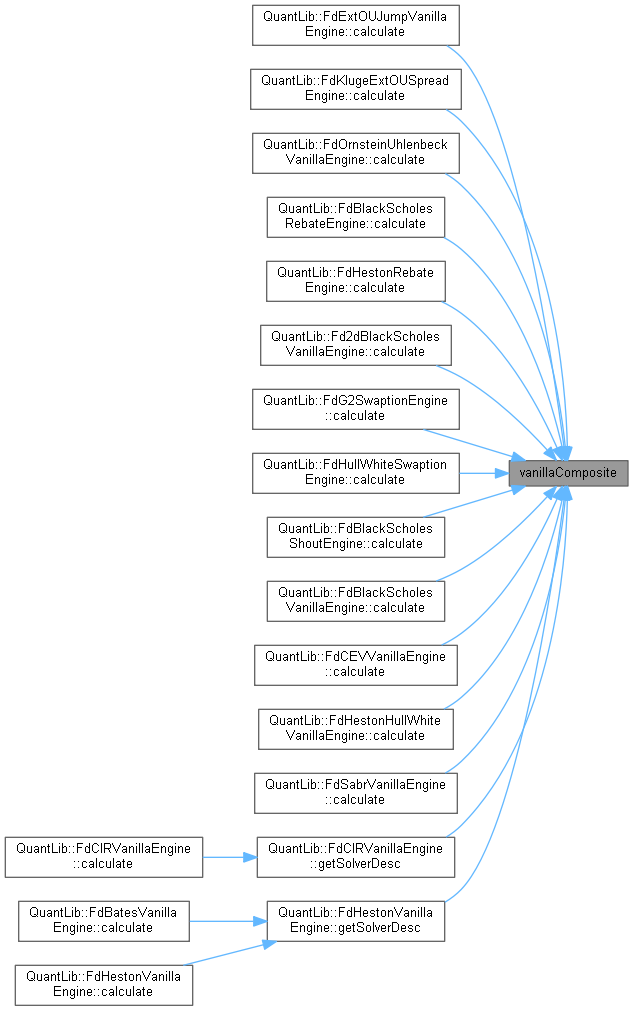 QuantLib::FdExtOUJumpVanilla
Engine::calculate
QuantLib::FdKlugeExtOUSpread
Engine::calculate
QuantLib::FdOrnsteinUhlenbeck
VanillaEngine::calculate
QuantLib::FdBlackScholes
RebateEngine::calculate
QuantLib::FdHestonRebate
Engine::calculate
QuantLib::Fd2dBlackScholes
VanillaEngine::calculate
QuantLib::FdG2SwaptionEngine
::calculate
QuantLib::FdHullWhiteSwaption
Engine::calculate
vanillaComposite
QuantLib::FdBlackScholes
ShoutEngine::calculate
QuantLib::FdBlackScholes
VanillaEngine::calculate
QuantLib::FdCEVVanillaEngine
::calculate
QuantLib::FdHestonHullWhite
VanillaEngine::calculate
QuantLib::FdSabrVanillaEngine
::calculate
QuantLib::FdCIRVanillaEngine
::calculate
QuantLib::FdCIRVanillaEngine
::getSolverDesc
QuantLib::FdBatesVanilla
Engine::calculate
QuantLib::FdHestonVanilla
Engine::getSolverDesc
QuantLib::FdHestonVanilla
Engine::calculate